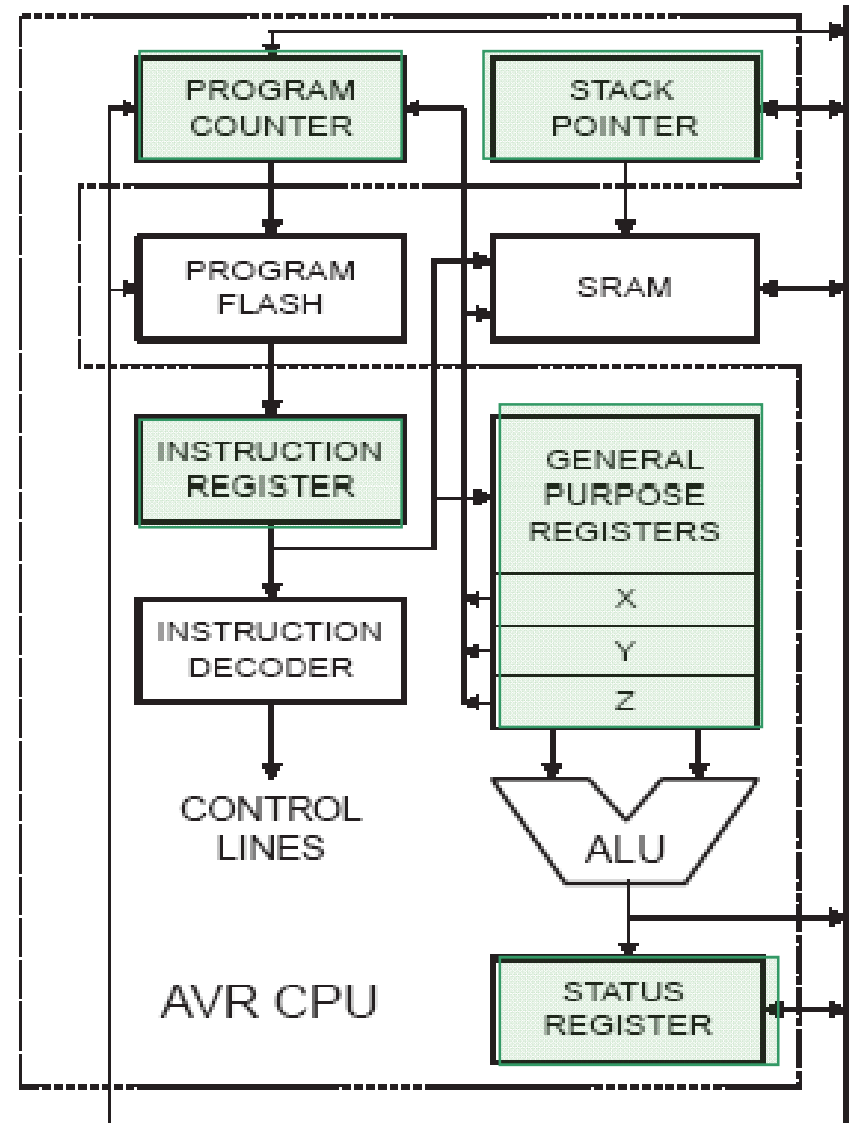 PROGRAM
COUNTER
STACK
POINTER
PROGRAM
FLASH
SRAM
INSTRUCTION
REGISTER
GENERAL
PURPOSE
REGISTERS
X
Y
Z
INSTRUCTION
DECODER
CONTROL
LINES
ALU
AVR CPU
STATUS
REGISTER